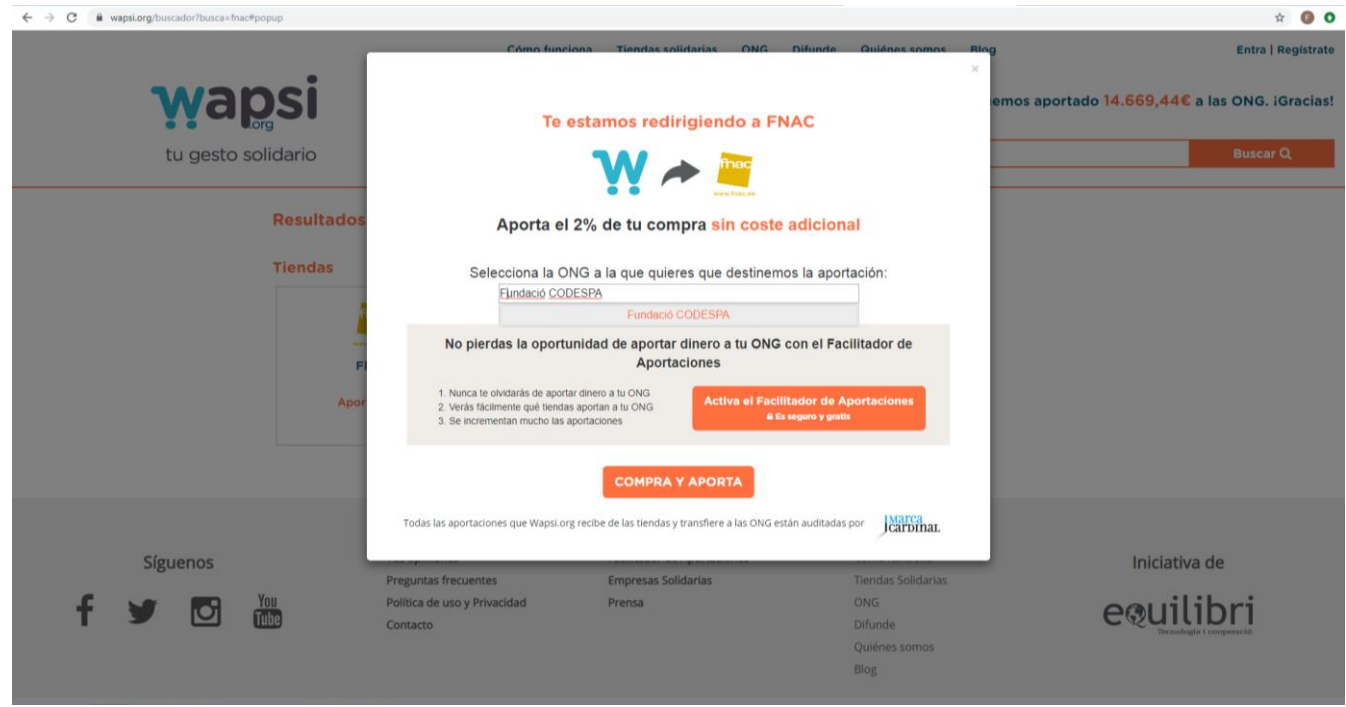 wapsi.org/buscador?busca=fnac#popup
Cómo funciona Tiendas solidarias ONG Difunde Quiénes somos Blog
Entra | Regístrate
wapsi
.org
tu gesto solidario
emos aportado 14.669,44€ a las ONG. ¡Gracias!
Buscar
Resultados
Tiendas
Apor
×
Te estamos redirigiendo a FNAC
fnac
www.fnac.es
Aporta el 2% de tu compra sin coste adicional
Selecciona la ONG a la que quieres que destinemos la aportación:
Fundació CODESPA
Fundació CODESPA
No pierdas la oportunidad de aportar dinero a tu ONG con el Facilitador de
Aportaciones
1. Nunca te olvidarás de aportar dinero a tu ONG
2. Verás fácilmente qué tiendas aportan a tu ONG
3. Se incrementan mucho las aportaciones
Activa el Facilitador de Aportaciones
Es seguro y gratis
COMPRA Y APORTA
Todas las aportaciones que Wapsi.org recibe de las tiendas y transfiere a las ONG están auditadas por
MARCA
CARDINAL
Síguenos
You
Tube
Preguntas frecuentes
Política de uso y Privacidad
Contacto
Empresas Solidarias
Prensa
Tiendas Solidarias
ONG
Difunde
Quiénes somos
Blog
Iniciativa de
equilibri
Tecnologia i cooperació